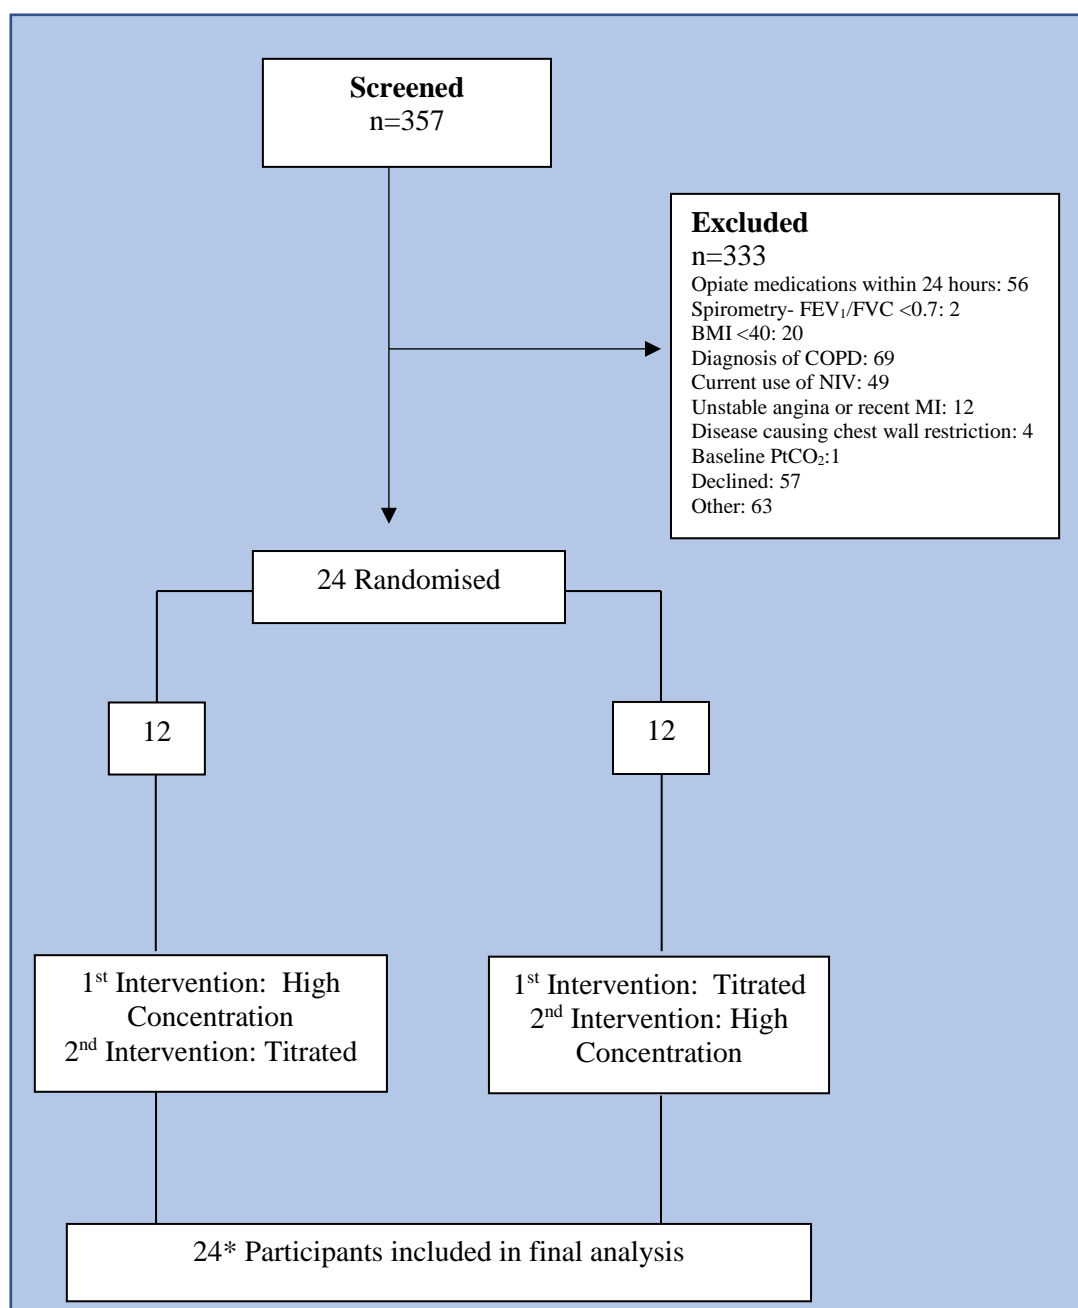 Screened
n=357
Excluded
n=333
Opiate medications within 24 hours: 56
Spirometry- FEV₁/FVC <0.7: 2
BMI <40: 20
Diagnosis of COPD: 69
Current use of NIV: 49
Unstable angina or recent MI: 12
Disease causing chest wall restriction: 4
Baseline PtCO₂:1
Declined: 57
Other: 63
24 Randomised
12
12
1st Intervention: High
Concentration
2nd Intervention: Titrated
1st Intervention: Titrated
2nd Intervention: High
Concentration
24* Participants included in final analysis